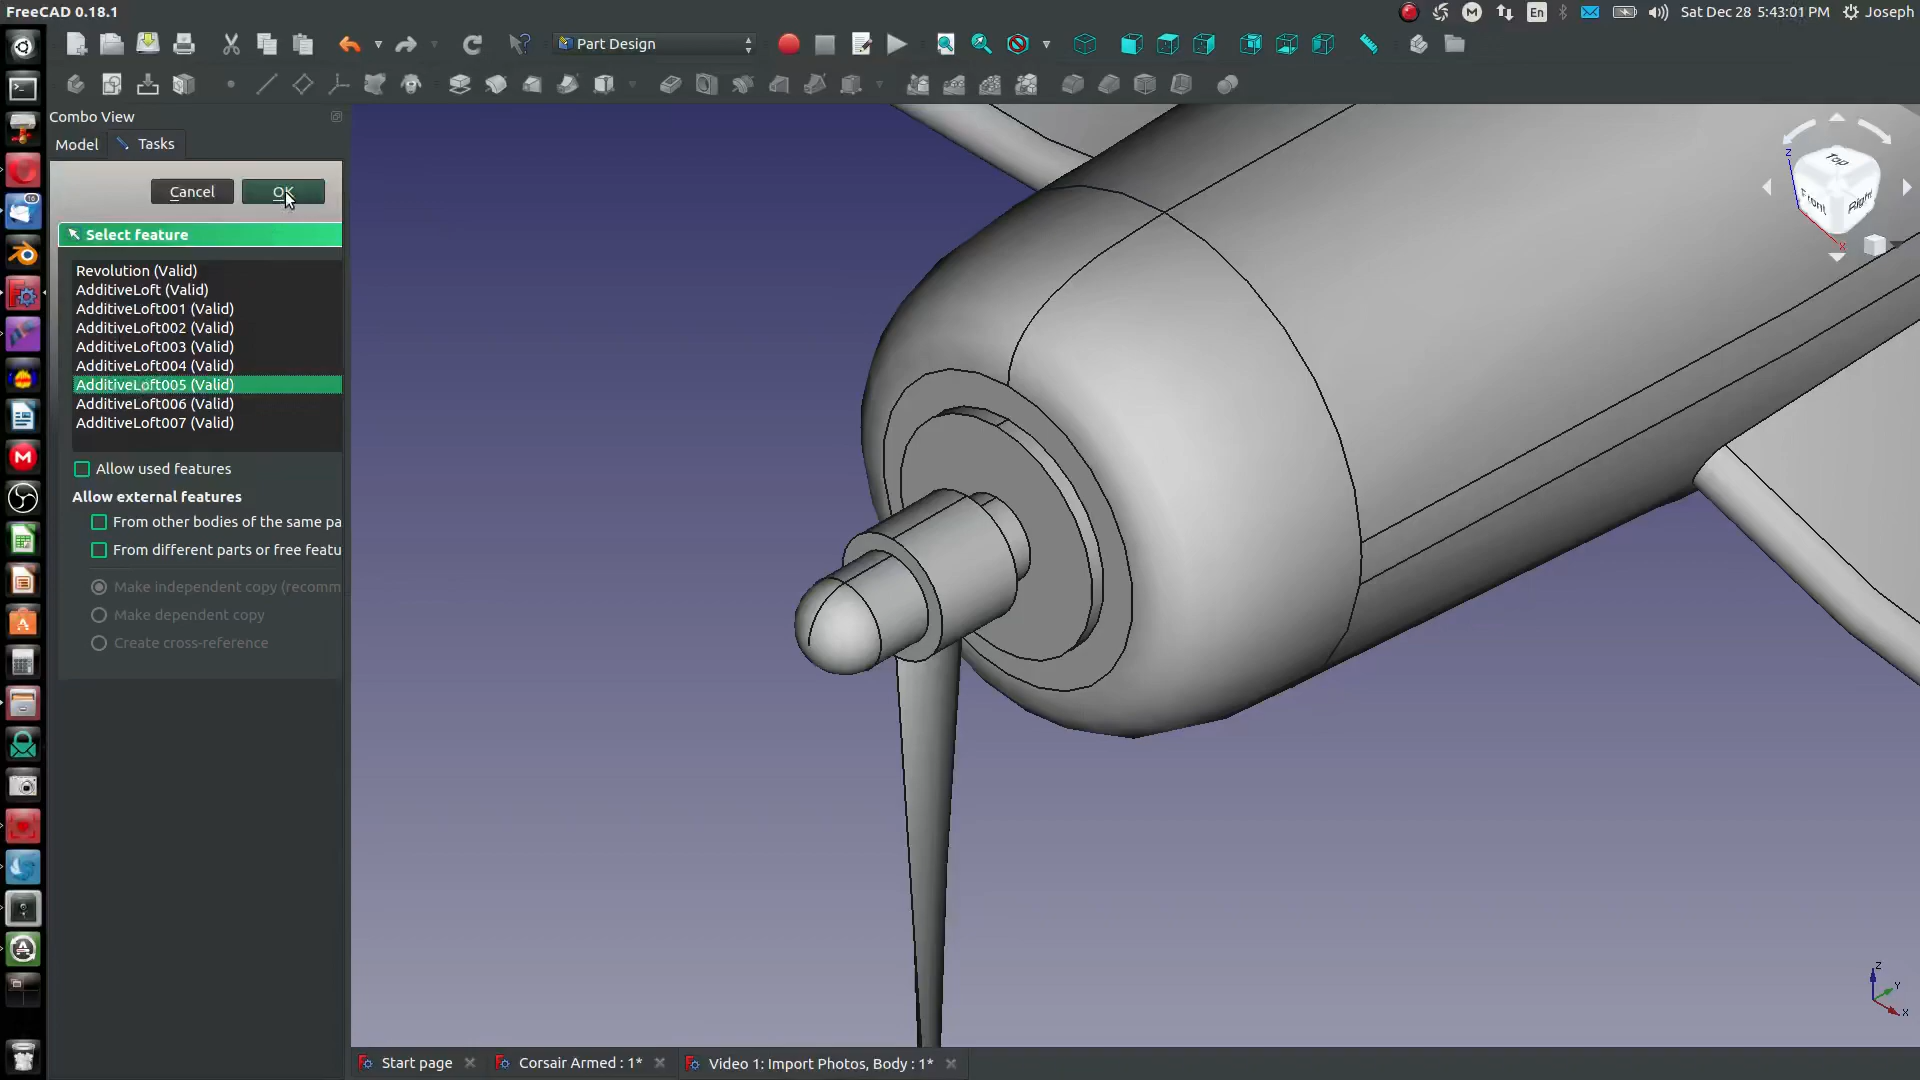 FreeCAD 0.18.1
En
Sat Dec 28 5:43:01 PM
Joseph
Part Design
Combo View
Model
Tasks
Cancel
OK
Select feature
Revolution (Valid)
AdditiveLoft (Valid)
AdditiveLoft001 (Valid)
AdditiveLoft002 (Valid)
AdditiveLoft003 (Valid)
AdditiveLoft004 (Valid)
AdditiveLoft005 (Valid)
AdditiveLoft006 (Valid)
AdditiveLoft007 (Valid)
Allow used features
Allow external features
From other bodies of the same pa
From different parts or free featu
Make independent copy (recomm
Make dependent copy
Create cross-reference
Top
Front
Right
Z
X
Z
Y
X
Start page
Corsair Armed : 1*
Video 1: Import Photos, Body : 1*